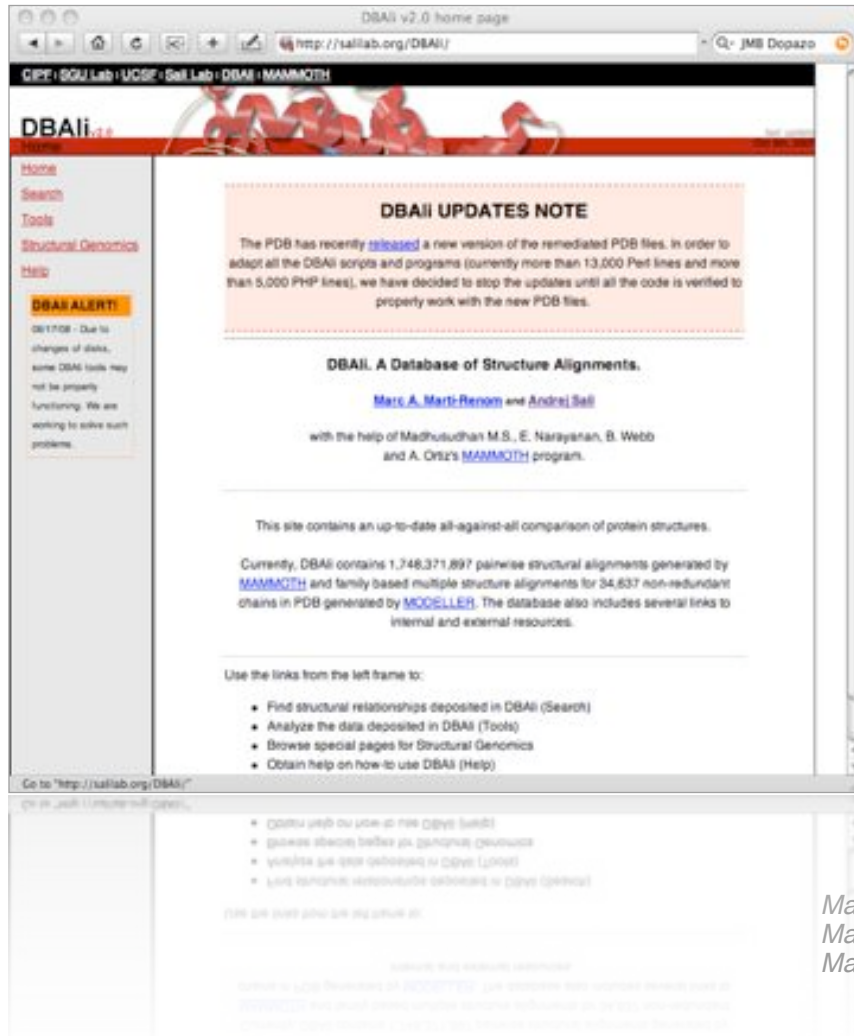 DBAli v2.0 home page
http://salilab.org/DBAli/
JMB Dopazo
CIPF SGU Lab UCSF Sali Lab DBAli MAMMOTH
DBAli v2.0
Home
Home
Search
Tools
Structural Genomics
Help
DBAli ALERT!
06/17/08 - Due to
changes of disks,
some DBAli tools may
not be properly
functioning. We are
working to solve such
problems.
DBAli UPDATES NOTE
The PDB has recently released a new version of the remediated PDB files. In order to
adapt all the DBAli scripts and programs (currently more than 13,000 Perl lines and more
than 5,000 PHP lines), we have decided to stop the updates until all the code is verified to
properly work with the new PDB files.
DBAli. A Database of Structure Alignments.
Marc A. Marti-Renom and Andrej Sali
with the help of Madhusudhan M.S., E. Narayanan, B. Webb
and A. Ortiz's MAMMOTH program.
This site contains an up-to-date all-against-all comparison of protein structures.
Currently, DBAli contains 1,748,371,897 pairwise structural alignments generated by
MAMMOTH and family based multiple structure alignments for 34,637 non-redundant
chains in PDB generated by MODELLER. The database also includes several links to
internal and external resources.
Use the links from the left frame to:
• Find structural relationships deposited in DBAli (Search)
• Analyze the data deposited in DBAli (Tools)
• Browse special pages for Structural Genomics
• Obtain help on how-to use DBAli (Help)
Go to "http://salilab.org/DBAli/"
Ma
Ma
Ma